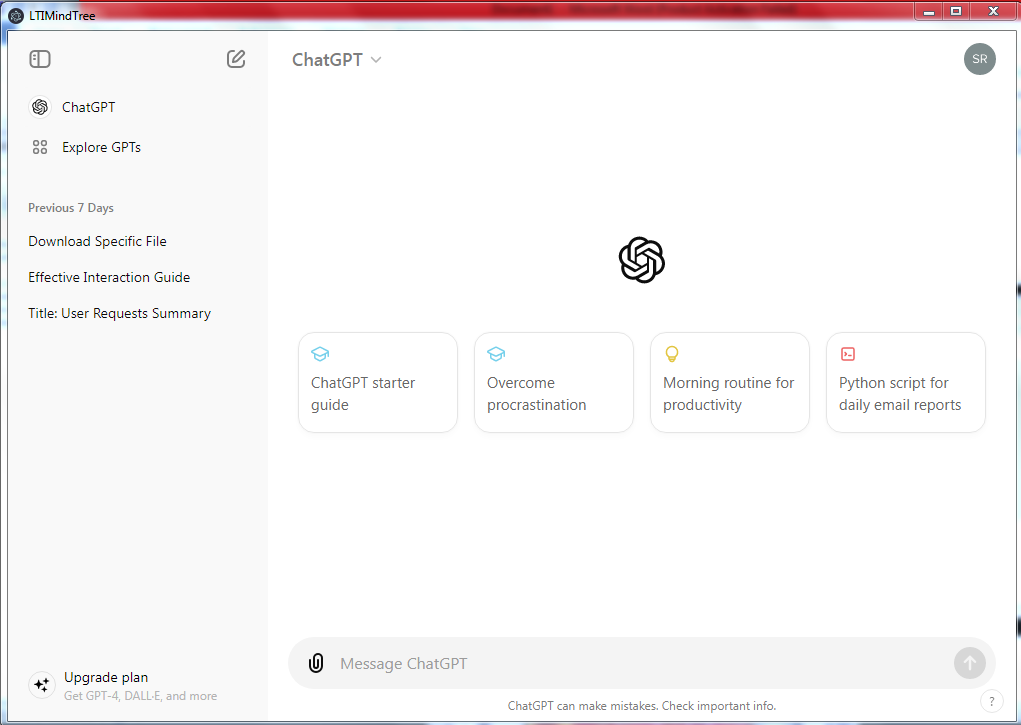 LTIMindTree
ChatGPT
SR
ChatGPT
Explore GPTs
Previous 7 Days
Download Specific File
Effective Interaction Guide
Title: User Requests Summary
ChatGPT starter
guide
Overcome
procrastination
Morning routine for
productivity
Python script for
daily email reports
Message ChatGPT
Upgrade plan
Get GPT-4, DALL·E, and more
ChatGPT can make mistakes. Check important info.
?